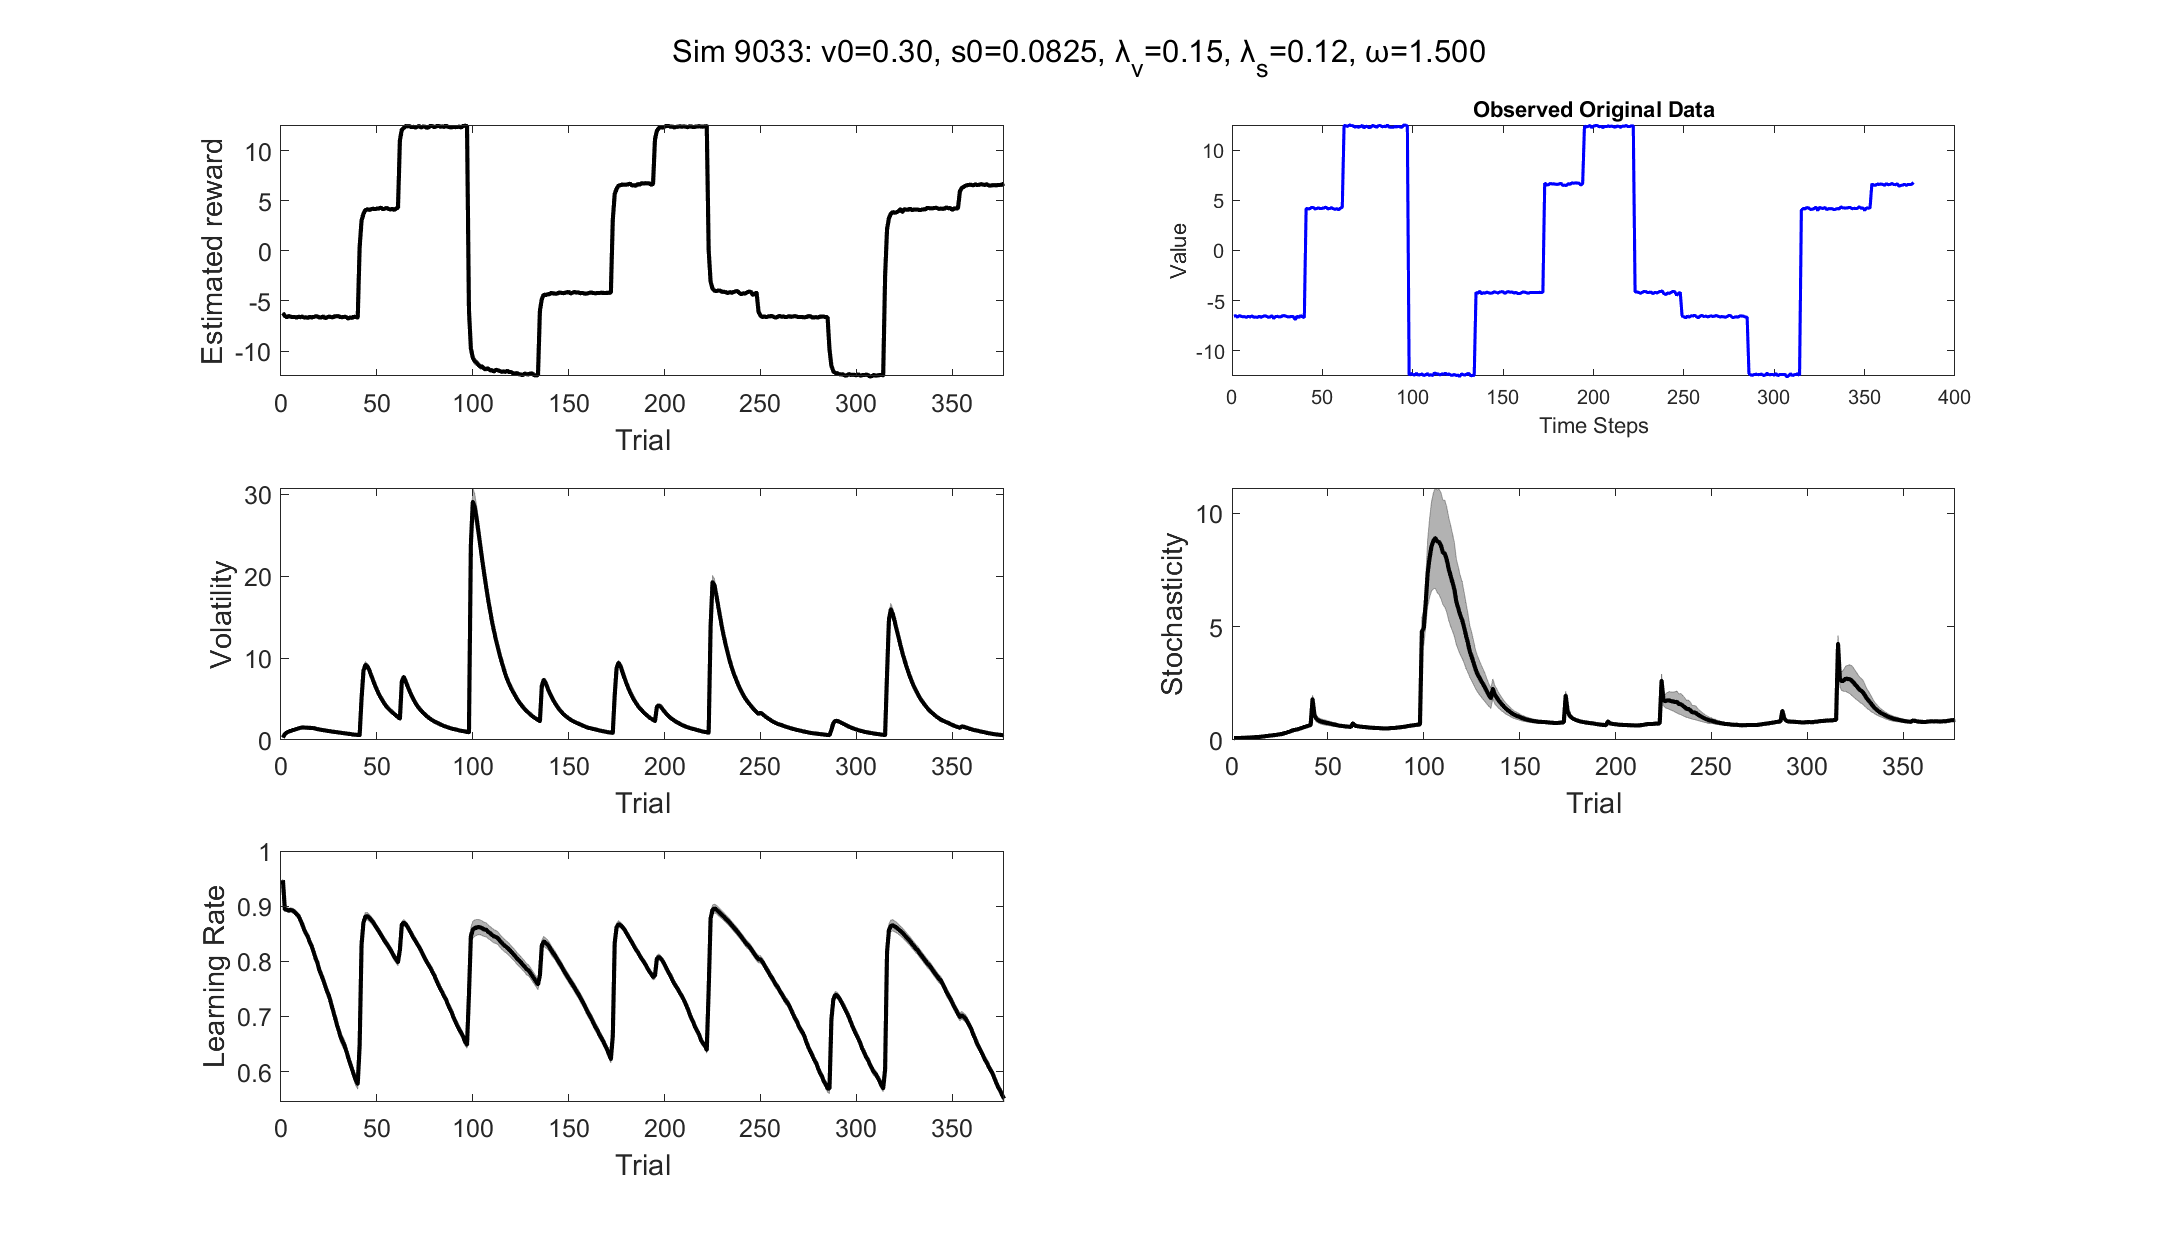 Sim 9033: v0=0.30, s0=0.0825, λv=0.15, λs=0.12, ω=1.500
Estimated reward
10
5
0
-5
-10
0 50 100 150 200 250 300 350
Trial
Observed Original Data
Value
10
5
0
-5
-10
0 50 100 150 200 250 300 350 400
Time Steps
Volatility
30
20
10
0
0 50 100 150 200 250 300 350
Trial
Stochasticity
10
5
0
0 50 100 150 200 250 300 350
Trial
Learning Rate
1
0.9
0.8
0.7
0.6
0 50 100 150 200 250 300 350
Trial